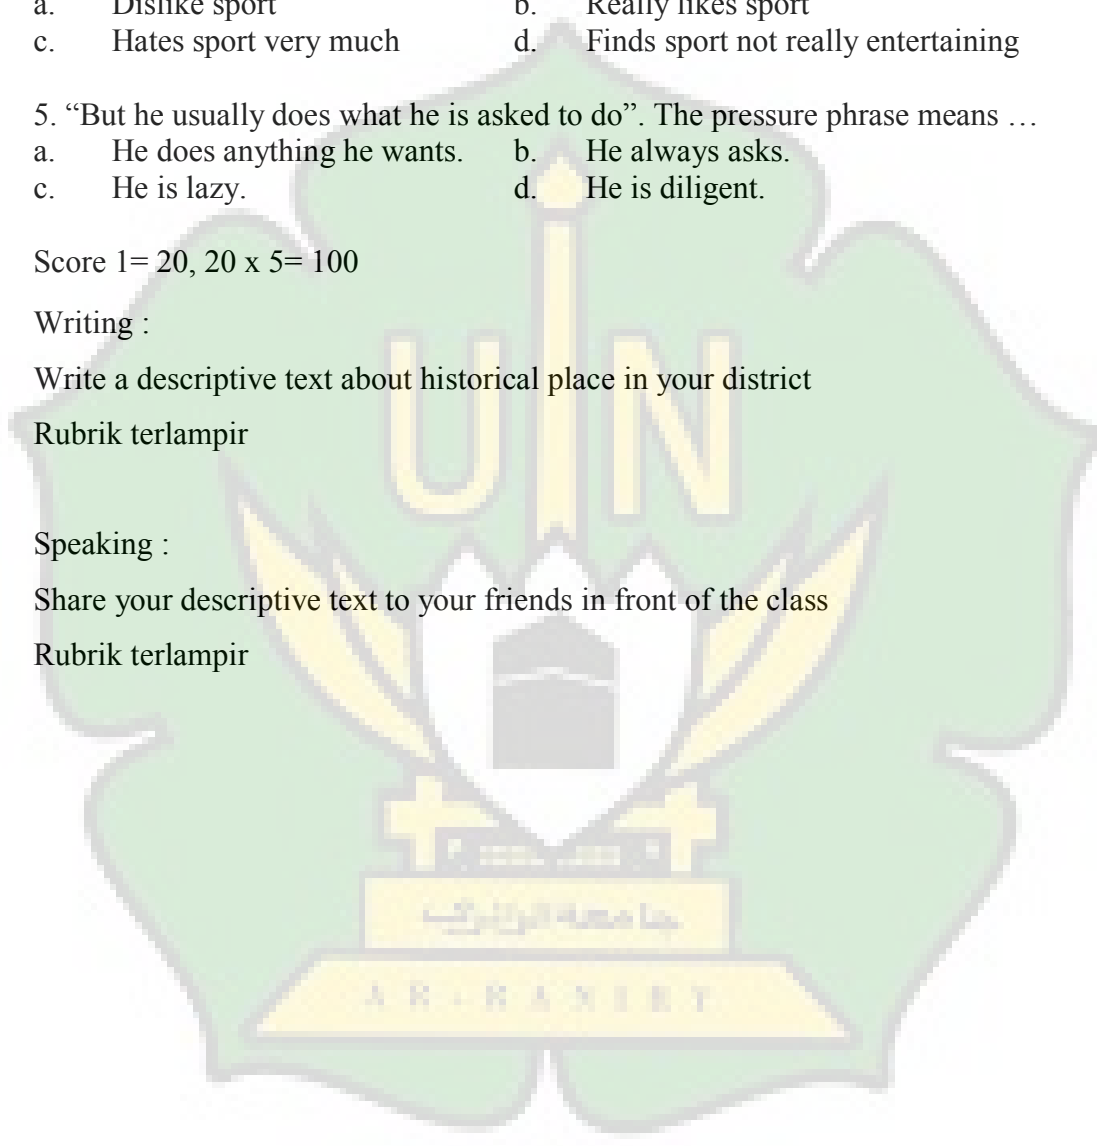 a. Dislike sport b. Really likes sport
c. Hates sport very much d. Finds sport not really entertaining
5. “But he usually does what he is asked to do”. The pressure phrase means …
a. He does anything he wants. b. He always asks.
c. He is lazy. d. He is diligent.
Score 1= 20, 20 x 5= 100
Writing :
Write a descriptive text about historical place in your district
Rubrik terlampir
Speaking :
Share your descriptive text to your friends in front of the class
Rubrik terlampir
UIN
جامعة الرانيري
AR-RANIRY